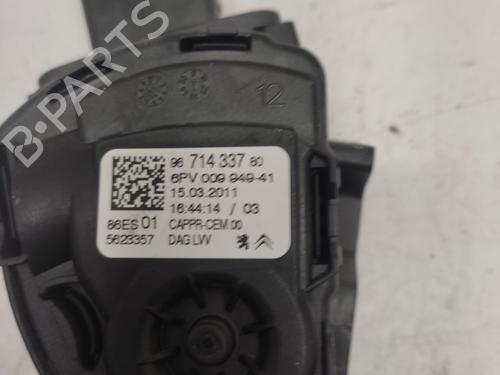 B-PARTS
12
96 714 337 80
6PV 009 949-41
15.03.2011
16:44:14 / 03
86ES 01 CAPPR-CEM 00
5623357 DAG LVV